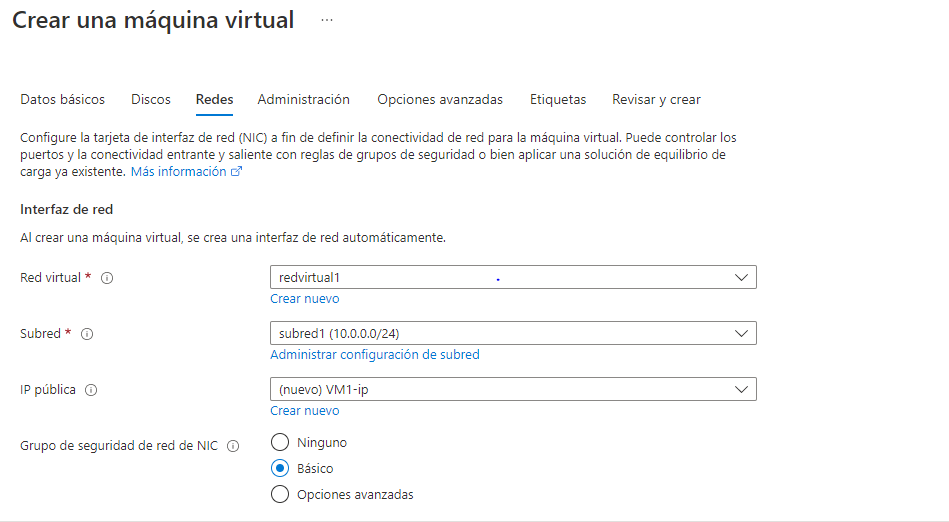 Crear una máquina virtual ...
Datos básicos Discos Redes Administración Opciones avanzadas Etiquetas Revisar y crear
Configure la tarjeta de interfaz de red (NIC) a fin de definir la conectividad de red para la máquina virtual. Puede controlar los
puertos y la conectividad entrante y saliente con reglas de grupos de seguridad o bien aplicar una solución de equilibrio de
carga ya existente. Más información
Interfaz de red
Al crear una máquina virtual, se crea una interfaz de red automáticamente.
Red virtual * redvirtual1
Crear nuevo
Subred * subred1 (10.0.0.0/24)
Administrar configuración de subred
IP pública (nuevo) VM1-ip
Crear nuevo
Grupo de seguridad de red de NIC Ninguno
Básico
Opciones avanzadas